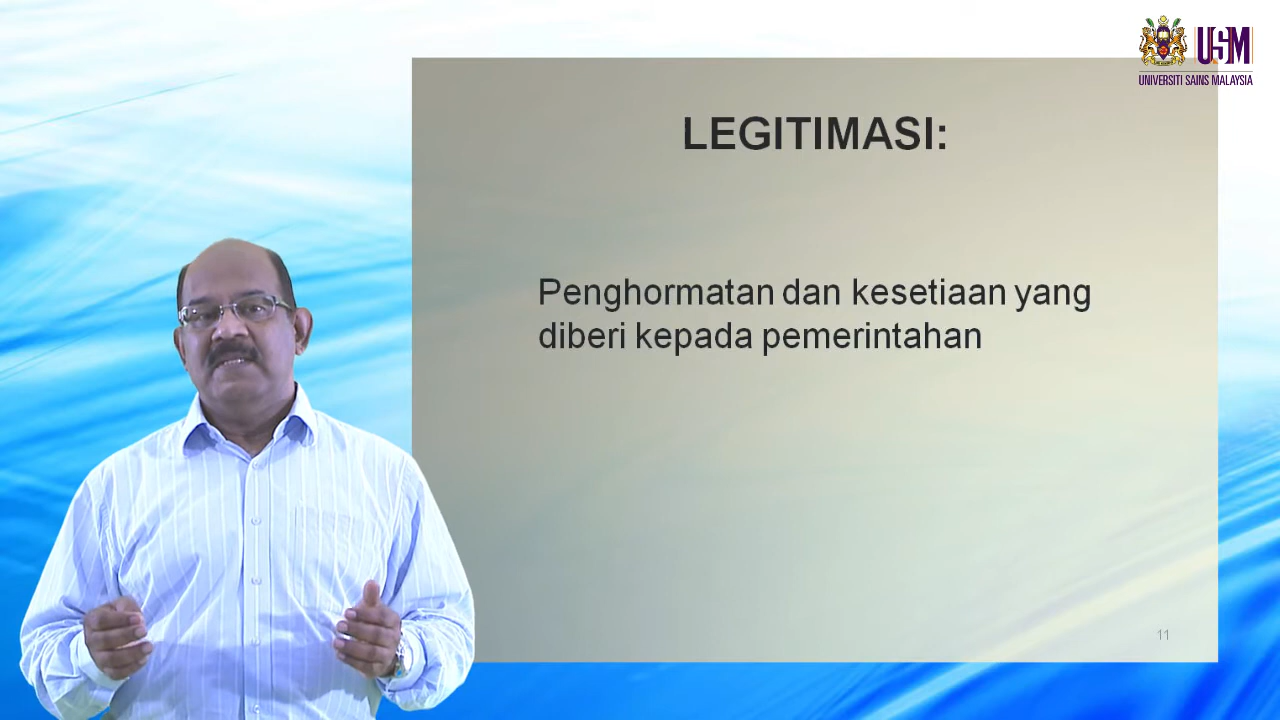 USM
UNIVERSITI SAINS MALAYSIA
LEGITIMASI:
Penghormatan dan kesetiaan yang
diberi kepada pemerintahan
11